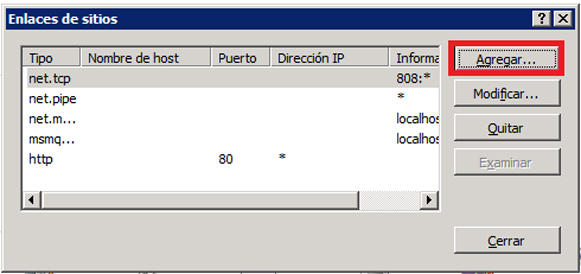 Enlaces de sitios
Tipo Nombre de host Puerto Dirección IP Informa
net.tcp 808:*
net.pipe *
net.m... localhos
msmq... localhos
http 80 *
Agregar...
Modificar...
Quitar
Examinar
Cerrar